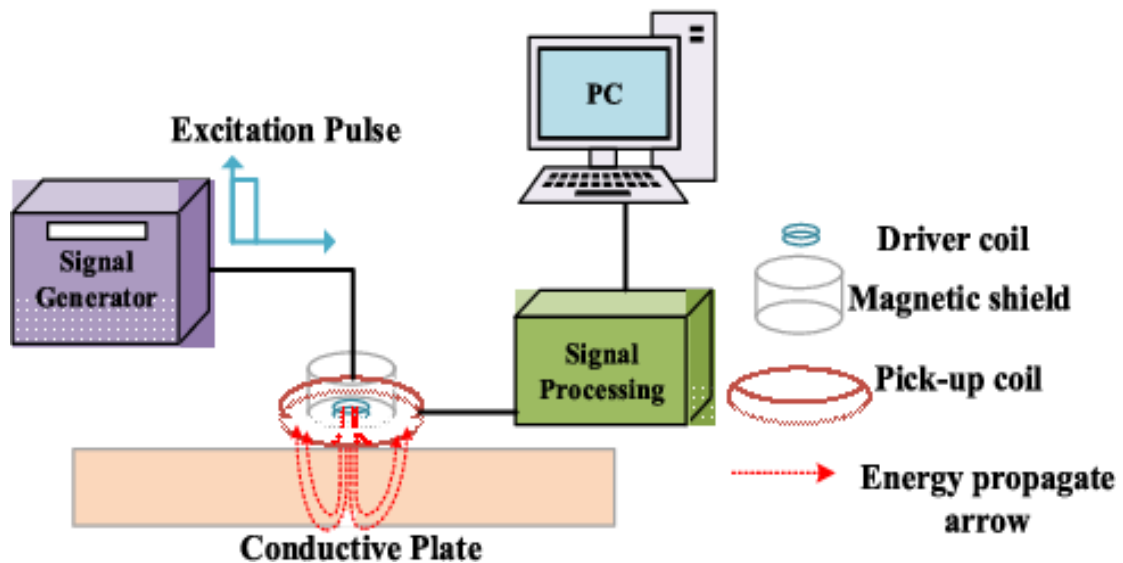 PC
Excitation Pulse
Signal
Generator
Driver coil
Magnetic shield
Signal
Processing
Pick-up coil
Energy propagate
arrow
Conductive Plate